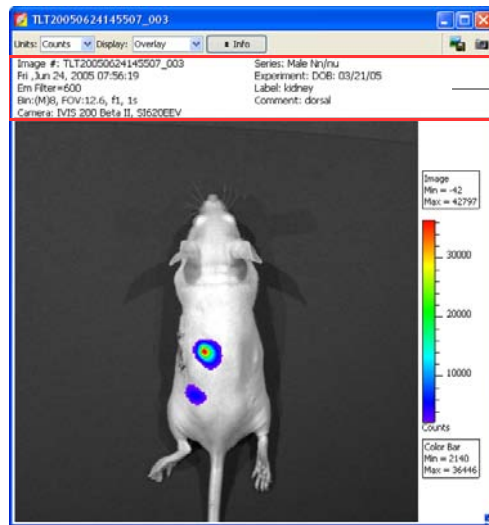 TLT20050624145507_003
Units: Counts Display: Overlay Info
Image #: TLT20050624145507_003
Series: Male Nn/nu
Fri ,Jun 24, 2005 07:56:19
Experiment: DOB: 03/21/05
Em Filter=600
Label: kidney
Bin:(M)8, FOV:12.6, f1, 1s
Comment: dorsal
Camera: IVIS 200 Beta II, SI620EEV
Image
Min = -42
Max = 42797
30000
20000
10000
Counts
Color Bar
Min = 2140
Max = 36446